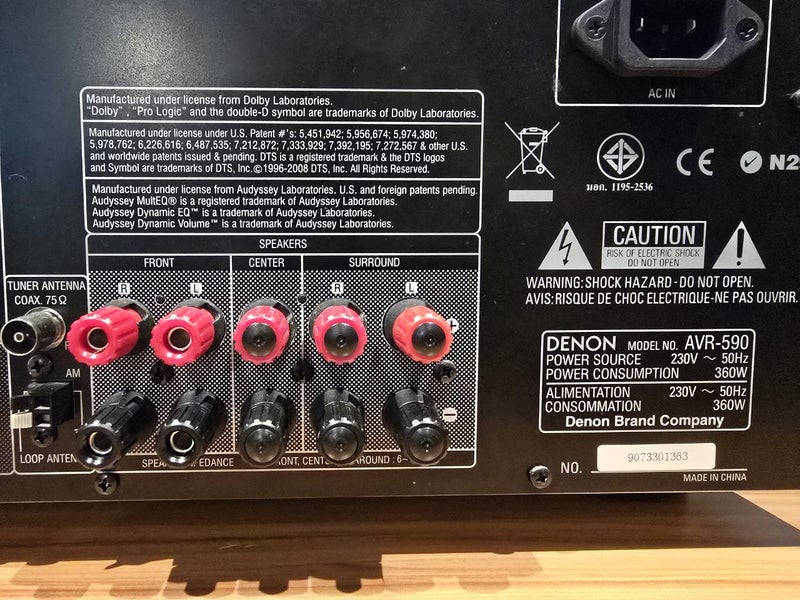 AC IN
Manufactured under license from Dolby Laboratories.
"Dolby", "Pro Logic" and the double-D symbol are trademarks of Dolby Laboratories.
Manufactured under license under U.S. Patent #'s: 5,451,942; 5,956,674; 5,974,380;
5,978,762; 6,226,616; 6,487,535; 7,212,872; 7,333,929; 7,392,195; 7,272,567 & other U.S.
and worldwide patents issued & pending. DTS is a registered trademark & the DTS logos
and Symbol are trademarks of DTS, Inc.©1996-2008 DTS, Inc. All Rights Reserved.
Manufactured under license from Audyssey Laboratories. U.S. and foreign patents pending.
Audyssey MultEQ® is a registered trademark of Audyssey Laboratories.
Audyssey Dynamic EQ™ is a trademark of Audyssey Laboratories.
Audyssey Dynamic Volume™ is a trademark of Audyssey Laboratories.
มอก. 1195-2536
CE
N2
SPEAKERS
FRONT
CENTER
SURROUND
R
L
R
L
TUNER ANTENNA
COAX. 75Ω
AM
LOOP
+
−
CAUTION
RISK OF ELECTRIC SHOCK
DO NOT OPEN
WARNING: SHOCK HAZARD - DO NOT OPEN.
AVIS: RISQUE DE CHOC ELECTRIQUE-NE PAS OUVRIR.
DENON MODEL NO. AVR-590
POWER SOURCE 230V ~ 50Hz
POWER CONSUMPTION 360W
ALIMENTATION 230V ~ 50Hz
CONSOMMATION 360W
Denon Brand Company
NO. 9073301363
MADE IN CHINA